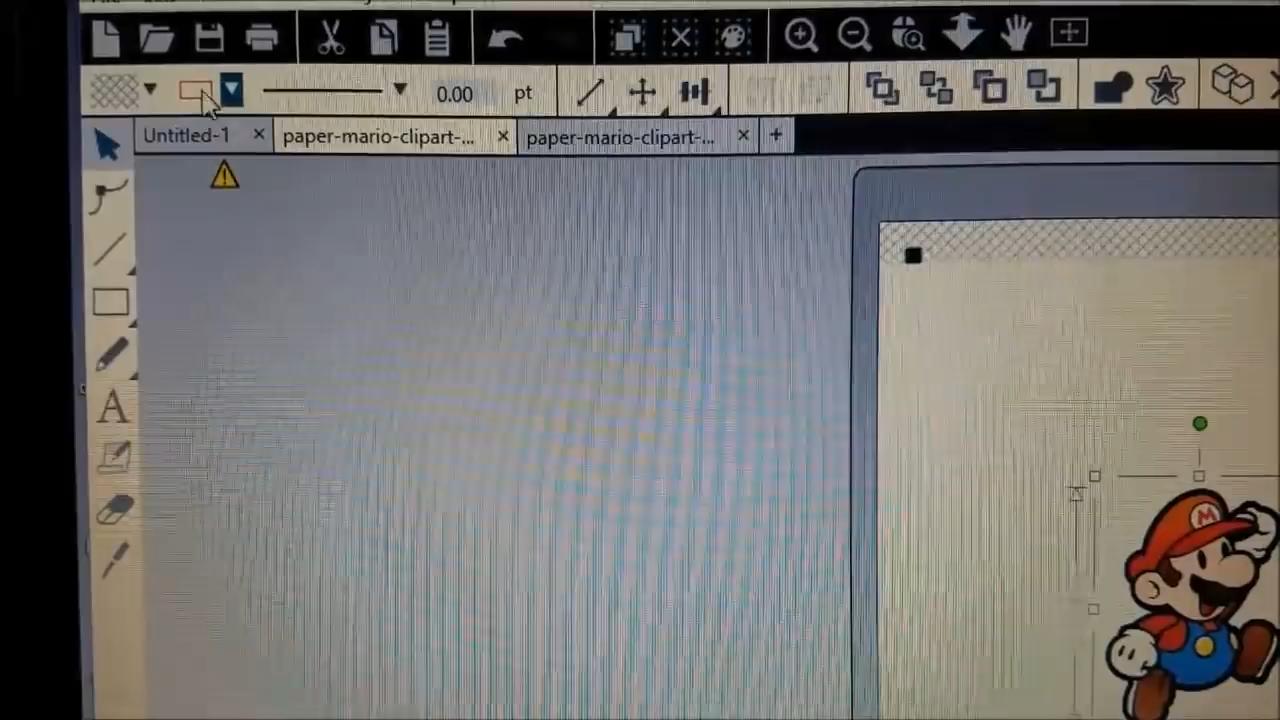 0.00 pt
Untitled-1 × paper-mario-clipart-... × paper-mario-clipart-... × +
A
M